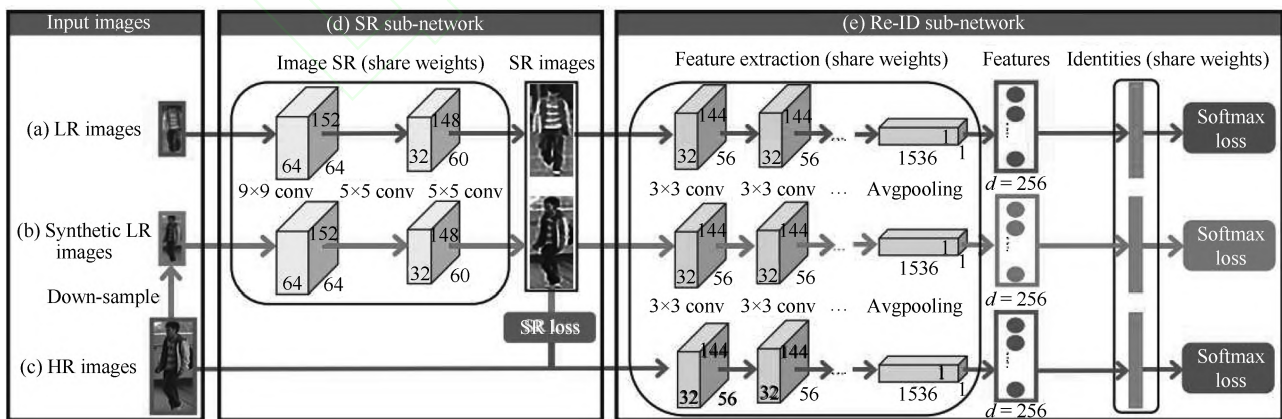 Input images
(d) SR sub-network
(e) Re-ID sub-network
Image SR (share weights)
SR images
Feature extraction (share weights)
Features
Identities (share weights)
(a) LR images
152
64
64
148
32
60
144
32
56
144
32
56
...
1
1536
1
Softmax
loss
9×9 conv
5×5 conv
5×5 conv
3×3 conv
3×3 conv
...
Avgpooling
d = 256
(b) Synthetic LR
images
152
64
64
148
32
60
144
32
56
144
32
56
...
1
1536
1
Softmax
loss
Down-sample
SR loss
3×3 conv
3×3 conv
...
Avgpooling
d = 256
(c) HR images
144
32
56
144
32
56
...
1
1536
1
Softmax
loss
d = 256